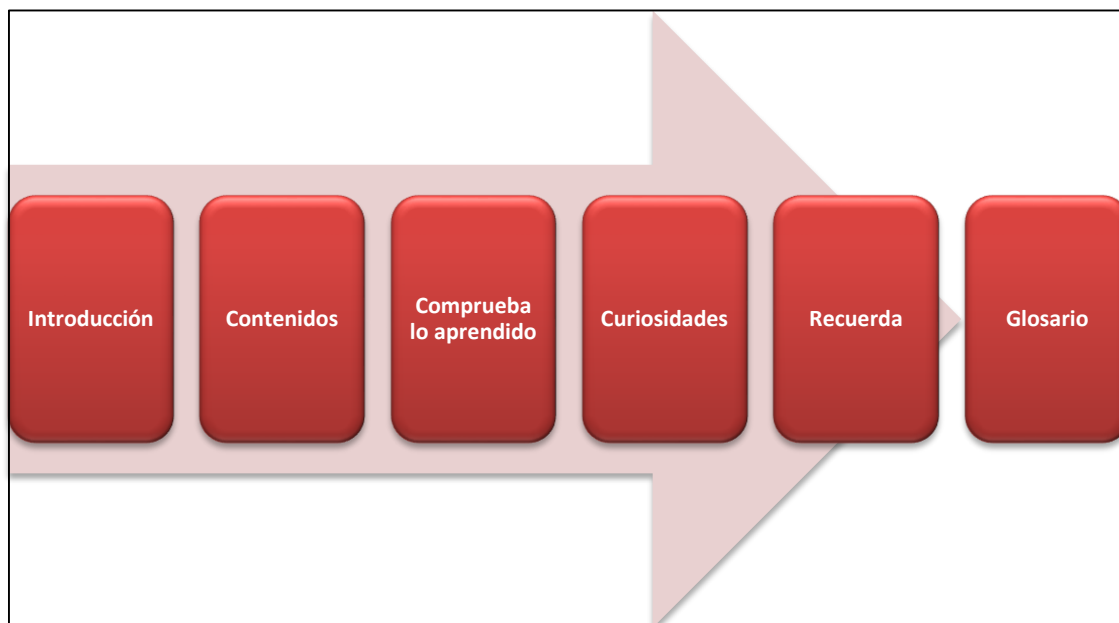 Introducción
Contenidos
Comprueba
lo aprendido
Curiosidades
Recuerda
Glosario